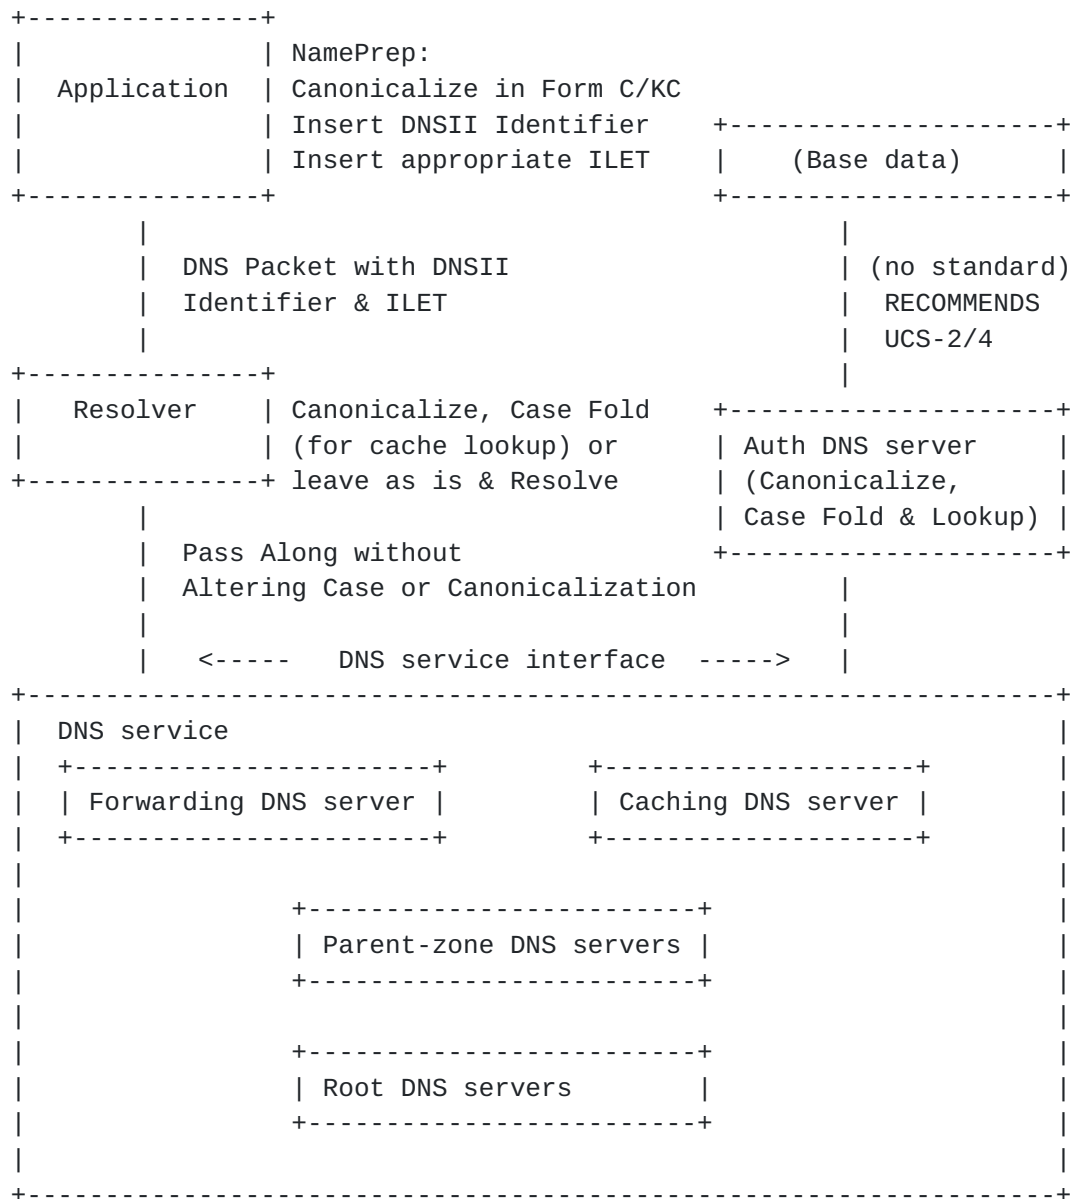 NamePrep:
Application Canonicalize in Form C/KC
Insert DNSII Identifier
Insert appropriate ILET (Base data)
DNS Packet with DNSII (no standard)
Identifier & ILET RECOMMENDS
UCS-2/4
Resolver Canonicalize, Case Fold
(for cache lookup) or Auth DNS server
leave as is & Resolve (Canonicalize,
Case Fold & Lookup)
Pass Along without
Altering Case or Canonicalization
<----- DNS service interface ----->
DNS service
Forwarding DNS server Caching DNS server
Parent-zone DNS servers
Root DNS servers